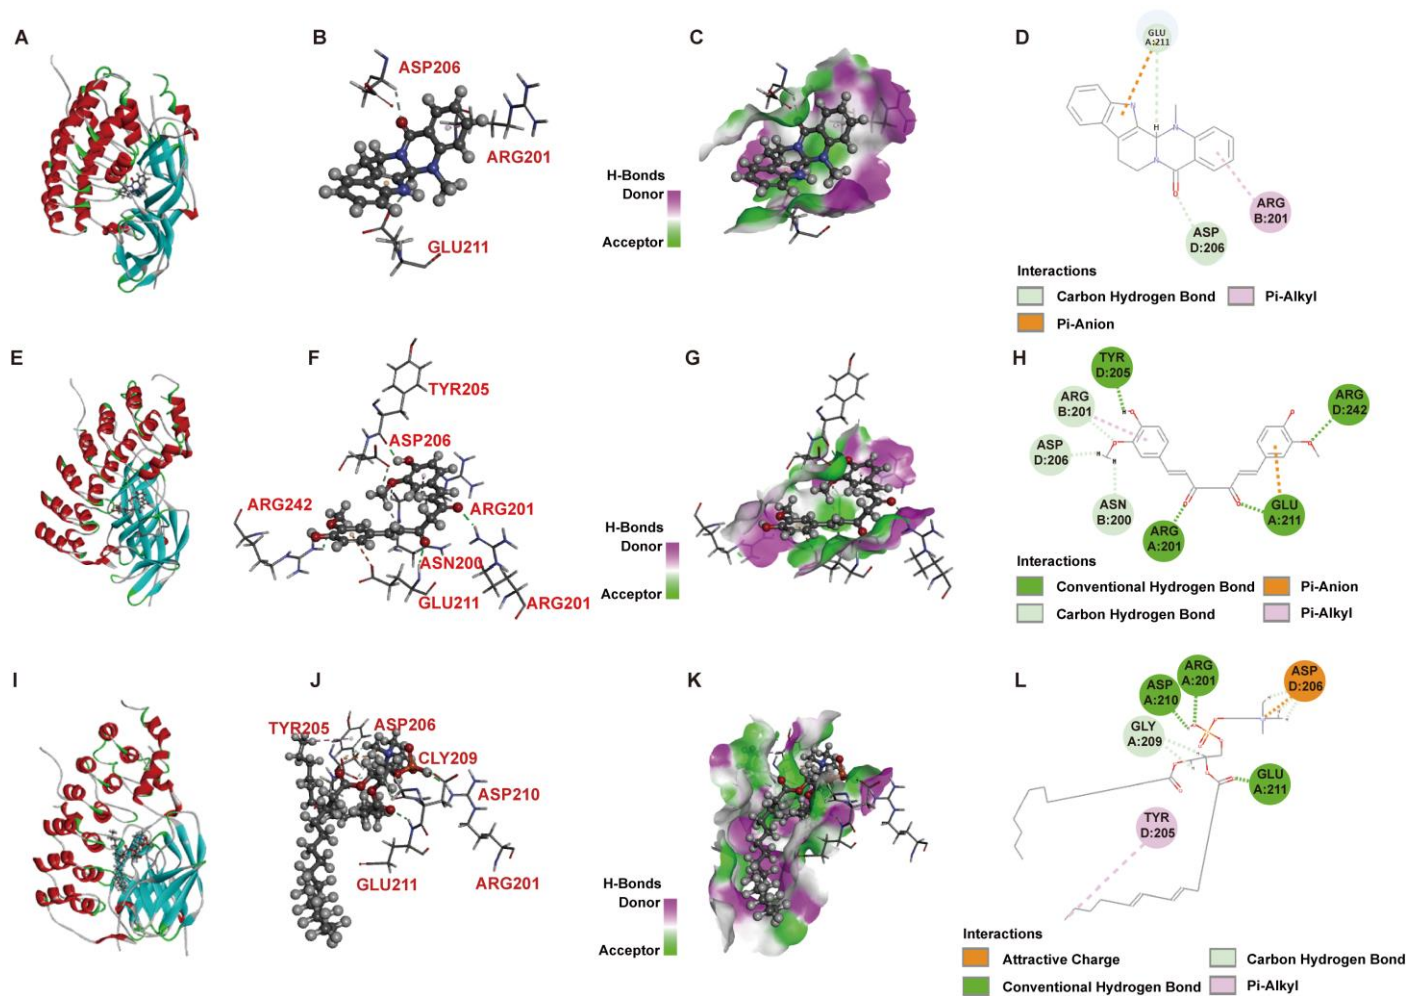 A
B
ASP206
ARG201
GLU211
C
H-Bonds
Donor
Acceptor
D
GLU
A:211
N
H
N
N
O
ARG
B:201
ASP
D:206
Interactions
Carbon Hydrogen Bond
Pi-Alkyl
Pi-Anion
E
F
TYR205
ASP206
ARG242
ARG201
ASN200
GLU211
ARG201
G
H-Bonds
Donor
Acceptor
H
TYR
D:205
ARG
B:201
ARG
D:242
ASP
D:206
ASN
B:200
ARG
A:201
GLU
A:211
Interactions
Conventional Hydrogen Bond
Pi-Anion
Carbon Hydrogen Bond
Pi-Alkyl
I
J
TYR205
ASP206
CLY209
ASP210
GLU211
ARG201
K
H-Bonds
Donor
Acceptor
L
ARG
A:201
ASP
A:210
ASP
D:206
GLY
A:209
GLU
A:211
TYR
D:205
Interactions
Attractive Charge
Carbon Hydrogen Bond
Conventional Hydrogen Bond
Pi-Alkyl